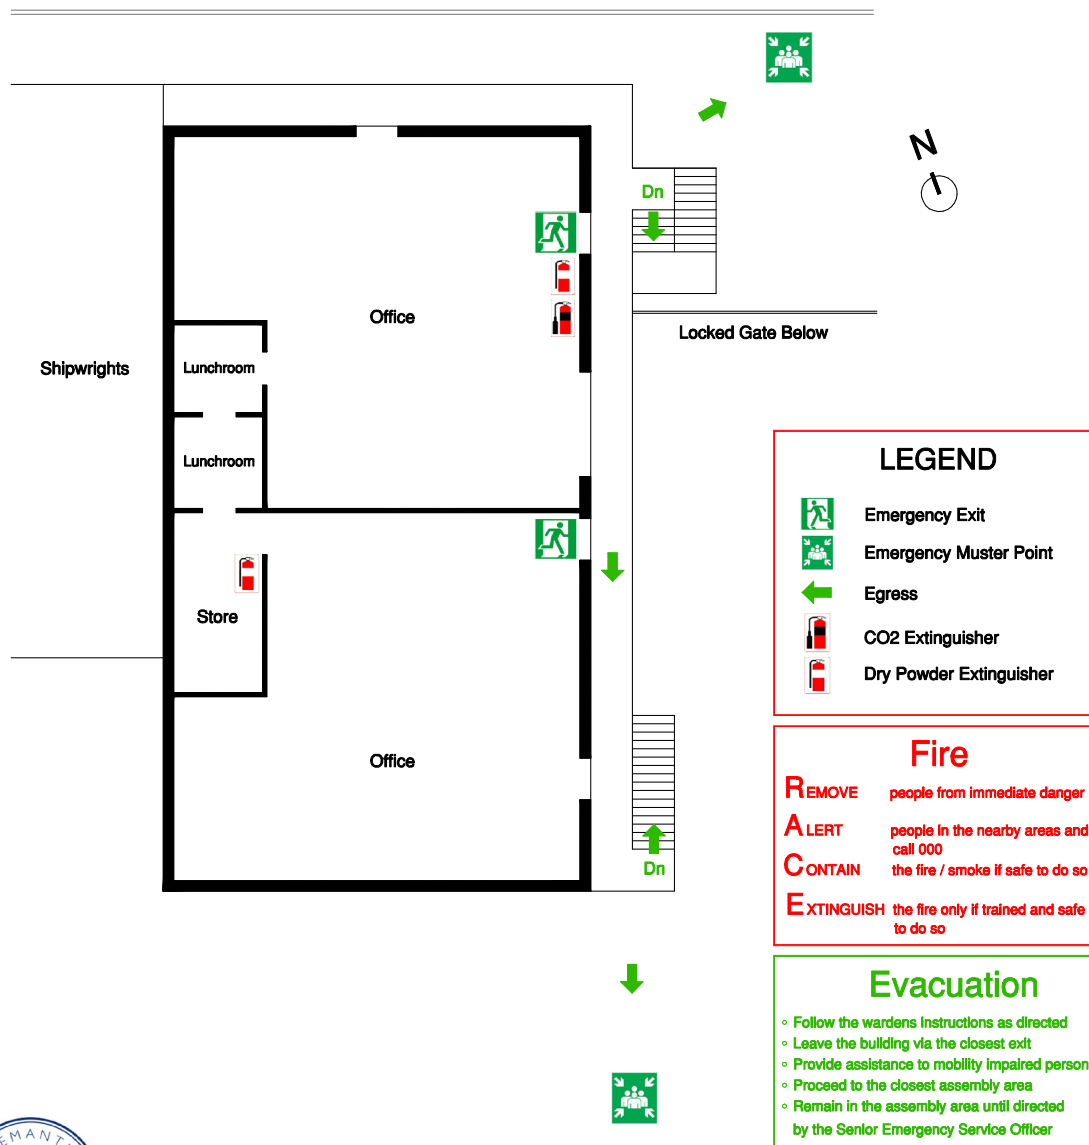 N
Dn
Office
Locked Gate Below
Shipwrights
Lunchroom
Lunchroom
Store
Office
Dn
LEGEND
Emergency Exit
Emergency Muster Point
Egress
CO2 Extinguisher
Dry Powder Extinguisher
Fire
REMOVE people from immediate danger
ALERT people in the nearby areas and
call 000
CONTAIN the fire / smoke if safe to do so
EXTINGUISH the fire only if trained and safe
to do so
Evacuation
Follow the wardens instructions as directed
Leave the building via the closest exit
Provide assistance to mobility impaired person
Proceed to the closest assembly area
Remain in the assembly area until directed
by the Senior Emergency Service Officer